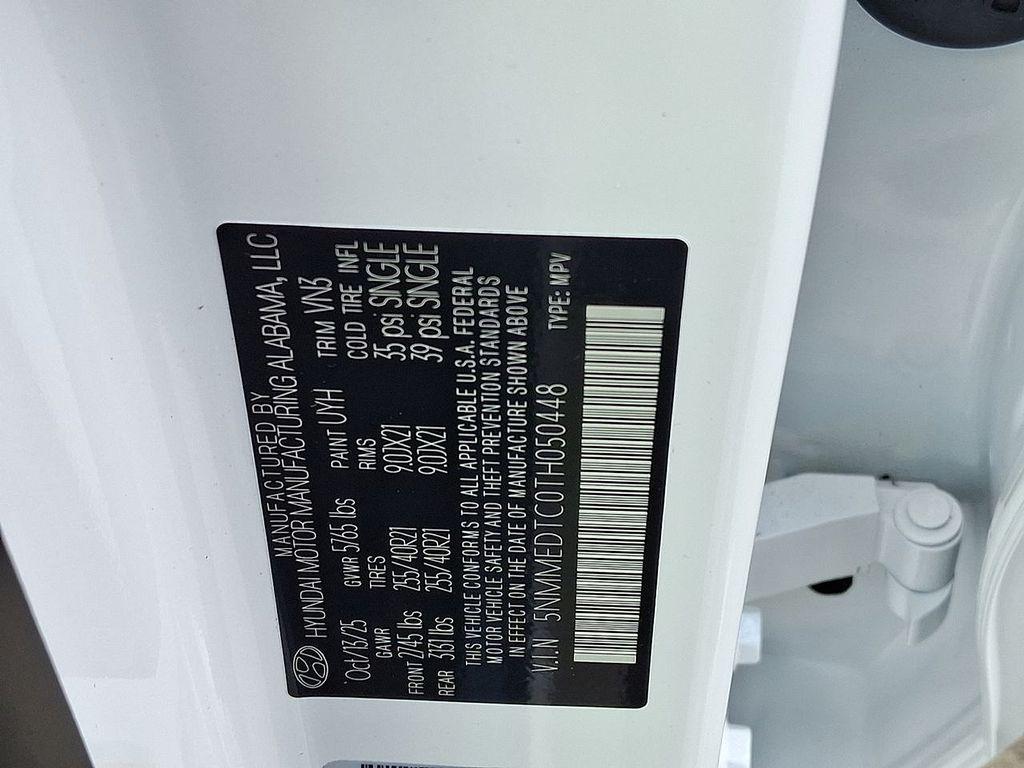 MANUFACTURED BY
HYUNDAI MOTOR MANUFACTURING ALABAMA, LLC
Oct/13/25 GVWR 5765 lbs PAINT UYH TRIM VN3
GAWR TIRES RIMS COLD TIRE INFL
FRONT 2745 lbs 255/40R21 9.0JX21 35 psi SINGLE
REAR 3131 lbs 255/40R21 9.0JX21 39 psi SINGLE
THIS VEHICLE CONFORMS TO ALL APPLICABLE U.S.A. FEDERAL
MOTOR VEHICLE SAFETY AND THEFT PREVENTION STANDARDS
IN EFFECT ON THE DATE OF MANUFACTURE SHOWN ABOVE
V.I.N 5NMMEDTC0TH050448 TYPE: MPV